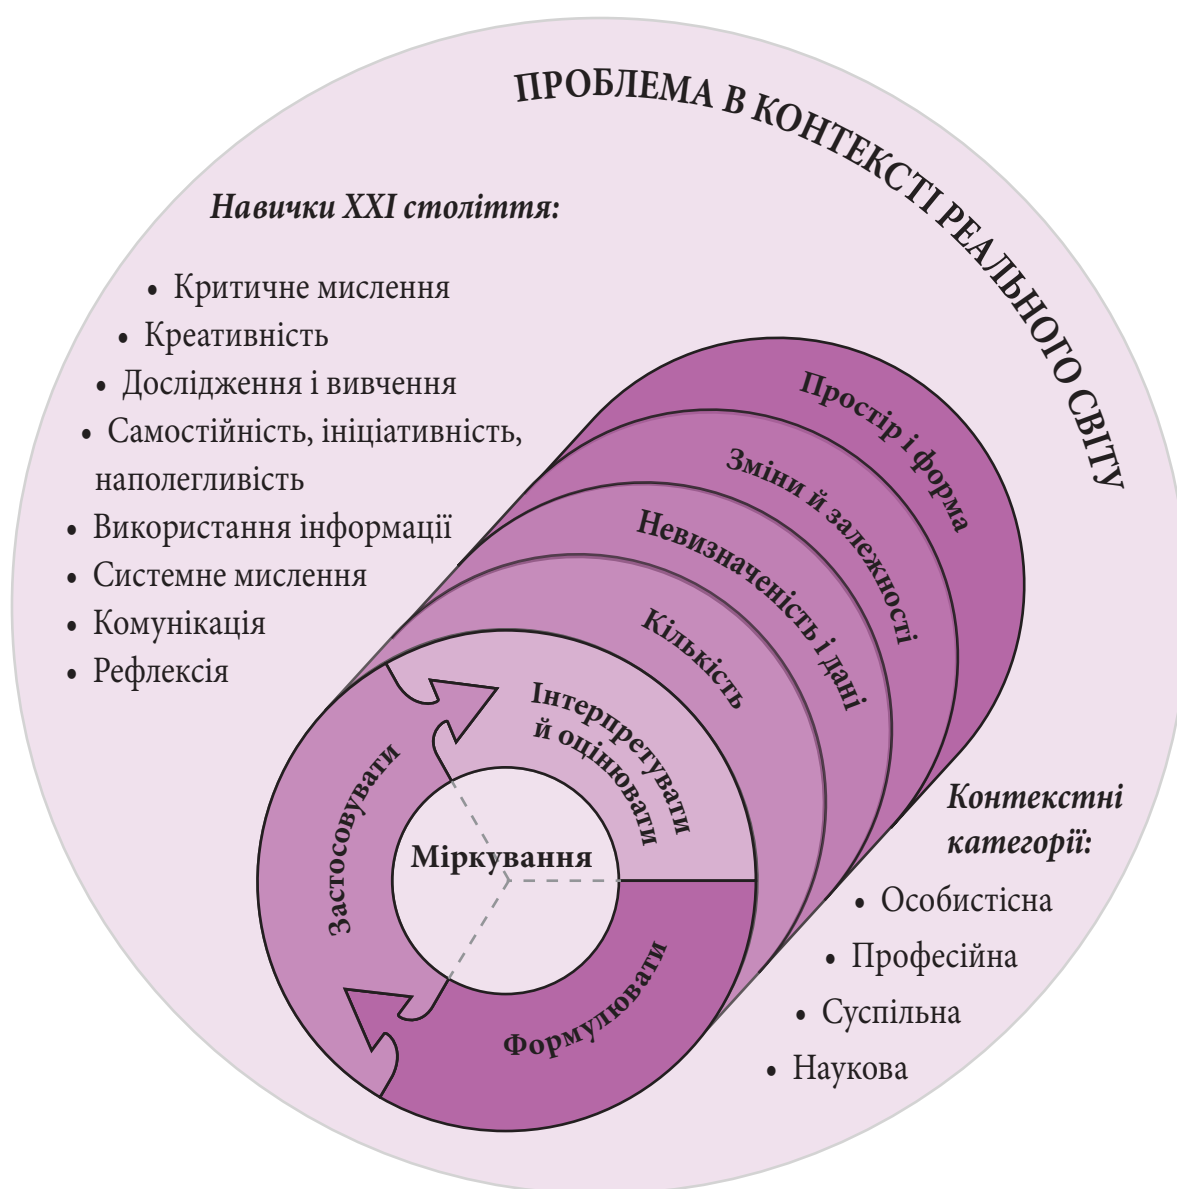 ПРОБЛЕМА В КОНТЕКСТІ РЕАЛЬНОГО СВІТУ
Навички XXI століття:
• Критичне мислення
• Креативність
• Дослідження і вивчення
• Самостійність, ініціативність,
наполегливість
• Використання інформації
• Системне мислення
• Комунікація
• Рефлексія
Простір і форма
Зміни й залежності
Невизначеність і дані
Кількість
Інтерпретувати
й оцінювати
Застосовувати
Міркування
Формулювати
Контекстні
категорії:
• Особистісна
• Професійна
• Суспільна
• Наукова